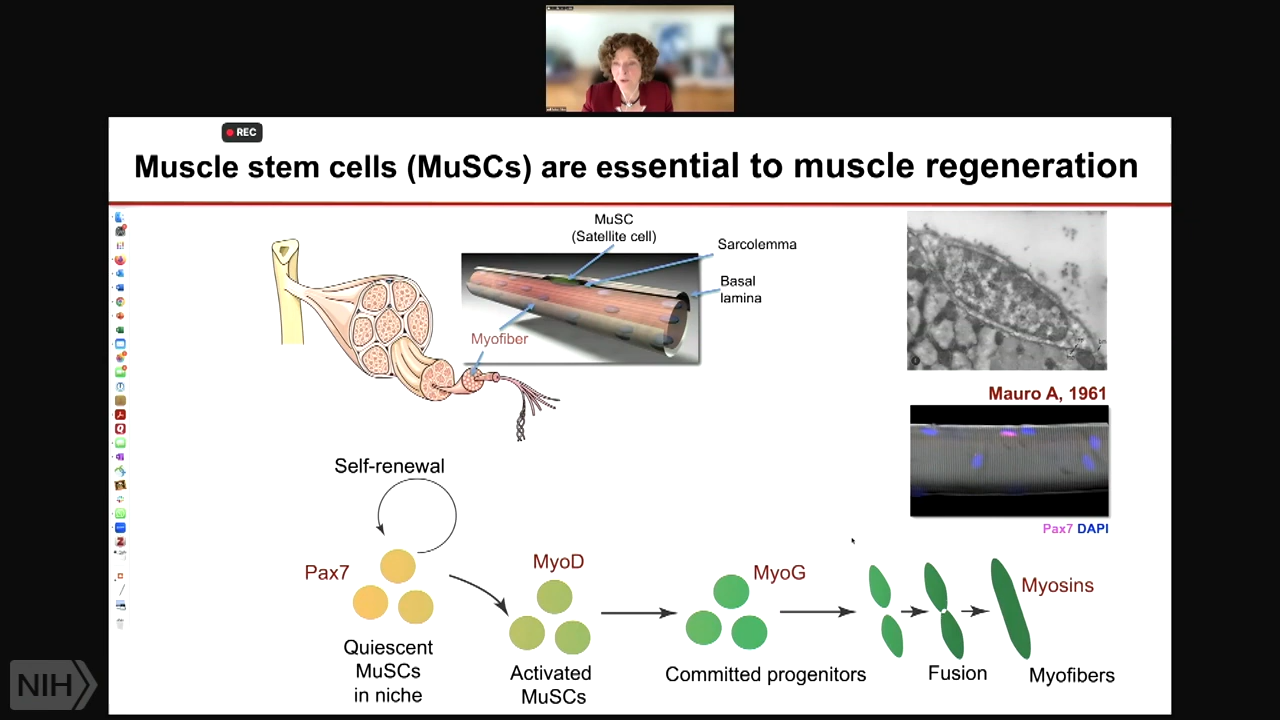 REC
Muscle stem cells (MuSCs) are essential to muscle regeneration
MuSC
(Satellite cell)
Sarcolemma
Basal
lamina
Myofiber
Mauro A, 1961
Pax7 DAPI
Self-renewal
Pax7
MyoD
MyoG
Myosins
Quiescent
MuSCs
in niche
Activated
MuSCs
Committed progenitors
Fusion
Myofibers
NIH